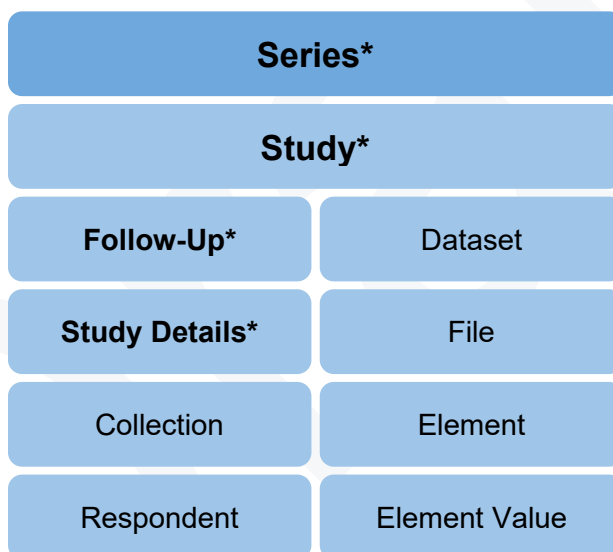 Series*
Study*
Follow-Up*
Dataset
Study Details*
File
Collection
Element
Respondent
Element Value